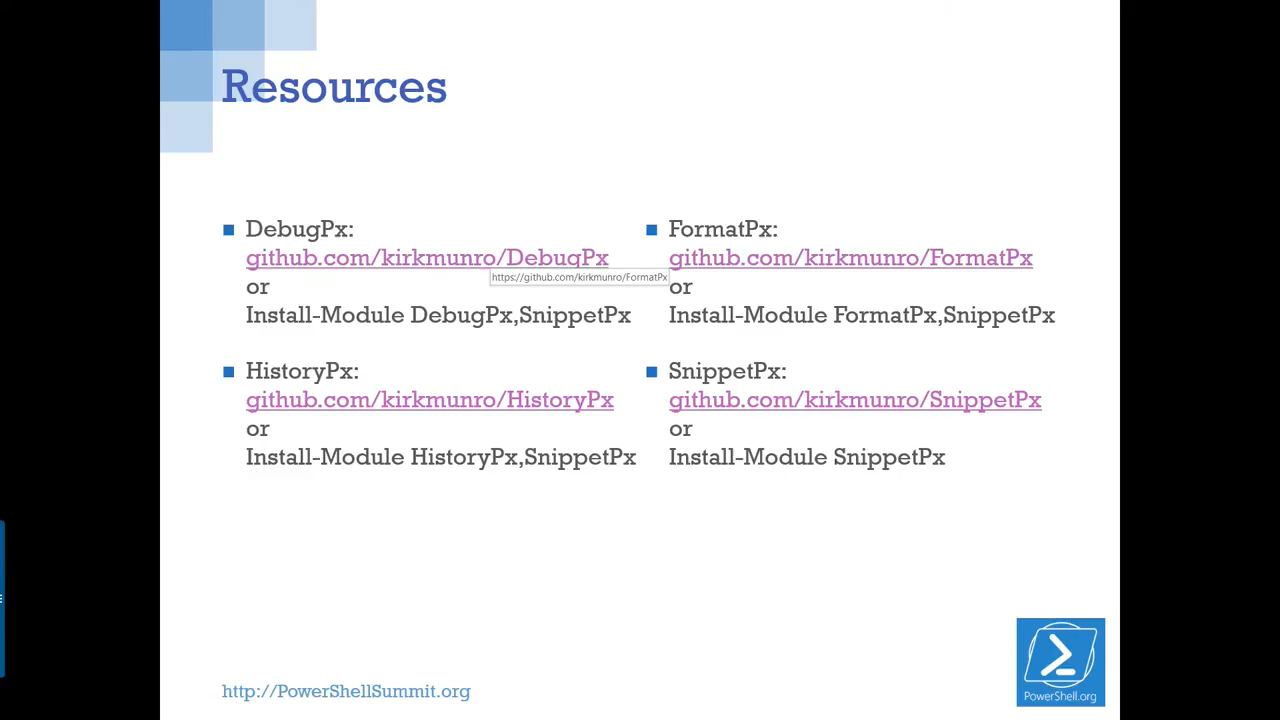 Resources
DebugPx:
github.com/kirkmunro/DebugPx
https://github.com/kirkmunro/FormatPx
or
Install-Module DebugPx,SnippetPx
HistoryPx:
github.com/kirkmunro/HistoryPx
or
Install-Module HistoryPx,SnippetPx
FormatPx:
github.com/kirkmunro/FormatPx
or
Install-Module FormatPx,SnippetPx
SnippetPx:
github.com/kirkmunro/SnippetPx
or
Install-Module SnippetPx
http://PowerShellSummit.org
PowerShell.org